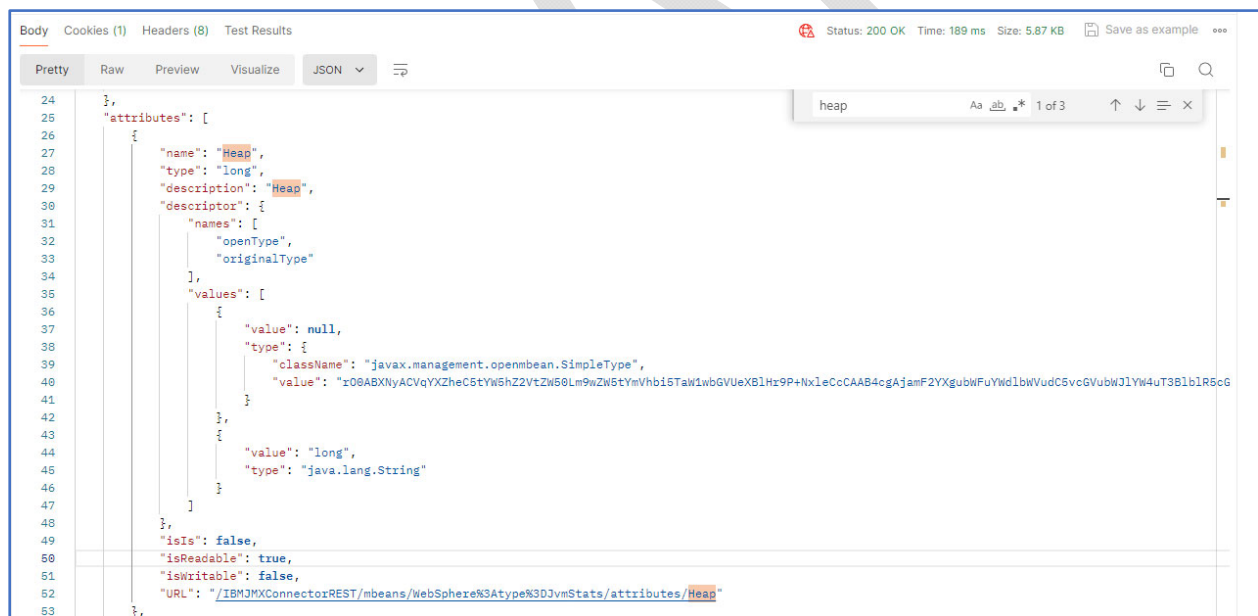 Body Cookies (1) Headers (8) Test Results Status: 200 OK Time: 189 ms Size: 5.87 KB Save as example
Pretty Raw Preview Visualize JSON
heap Aa ab 1 of 3
24 },
25 "attributes": [
26 {
27 "name": "Heap",
28 "type": "long",
29 "description": "Heap",
30 "descriptor": {
31 "names": [
32 "openType",
33 "originalType"
34 ],
35 "values": [
36 {
37 "value": null,
38 "type": {
39 "className": "javax.management.openmbean.SimpleType",
40 "value": "rO0ABXNyACVqYXZheC5tYW5hZ2VtZW50Lm9wZW5tYmVhbi5TaW1wbGVUeXBlHr9P+NxleCcCAAB4cgAjamF2YXgubWFuYWdlbWVudC5vcGVubWJlYW4uT3BlblR5cG
41 }
42 },
43 {
44 "value": "long",
45 "type": "java.lang.String"
46 }
47 ]
48 },
49 "isIs": false,
50 "isReadable": true,
51 "isWritable": false,
52 "URL": "/IBMJMXConnectorREST/mbeans/WebSphere%3Atype%3DJvmStats/attributes/Heap"
53 },